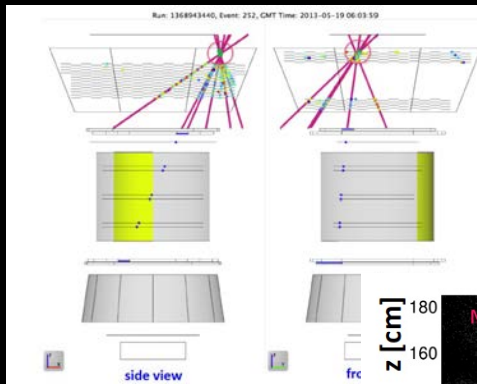 Run: 1368943440, Event: 252, GMT Time: 2013-05-19 06:03:59
side view
fro
z [cm]
180
160